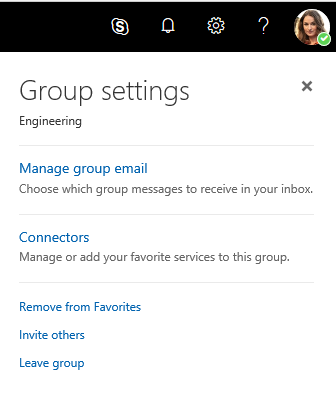 Group settings
Engineering
Manage group email
Choose which group messages to receive in your inbox.
Connectors
Manage or add your favorite services to this group.
Remove from Favorites
Invite others
Leave group